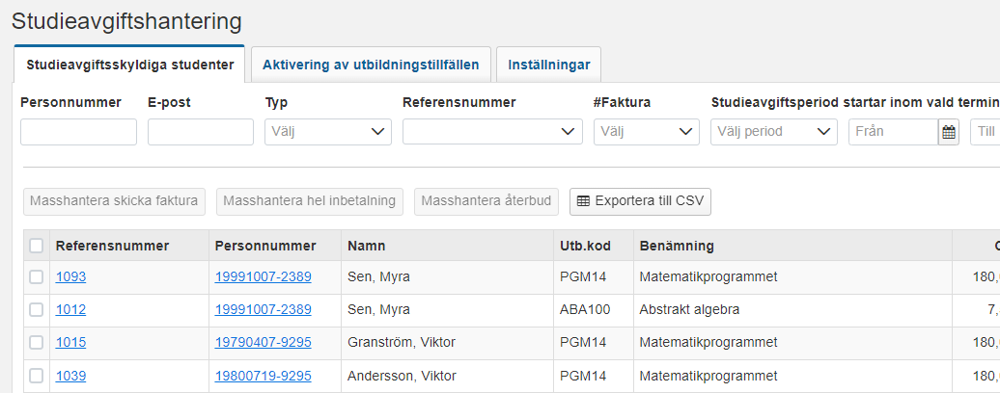 Studieavgiftshantering
Studieavgiftsskyldiga studenter Aktivering av utbildningstillfällen Inställningar
Personnummer E-post Typ Referensnummer #Faktura Studieavgiftsperiod startar inom vald termin
Välj Välj Välj period Från Till
Masshantera skicka faktura Masshantera hel inbetalning Masshantera återbud Exportera till CSV
Referensnummer Personnummer Namn Utb.kod Benämning
1093 19991007-2389 Sen, Myra PGM14 Matematikprogrammet 180,
1012 19991007-2389 Sen, Myra ABA100 Abstrakt algebra 7,
1015 19790407-9295 Granström, Viktor PGM14 Matematikprogrammet 180,
1039 19800719-9295 Andersson, Viktor PGM14 Matematikprogrammet 180,